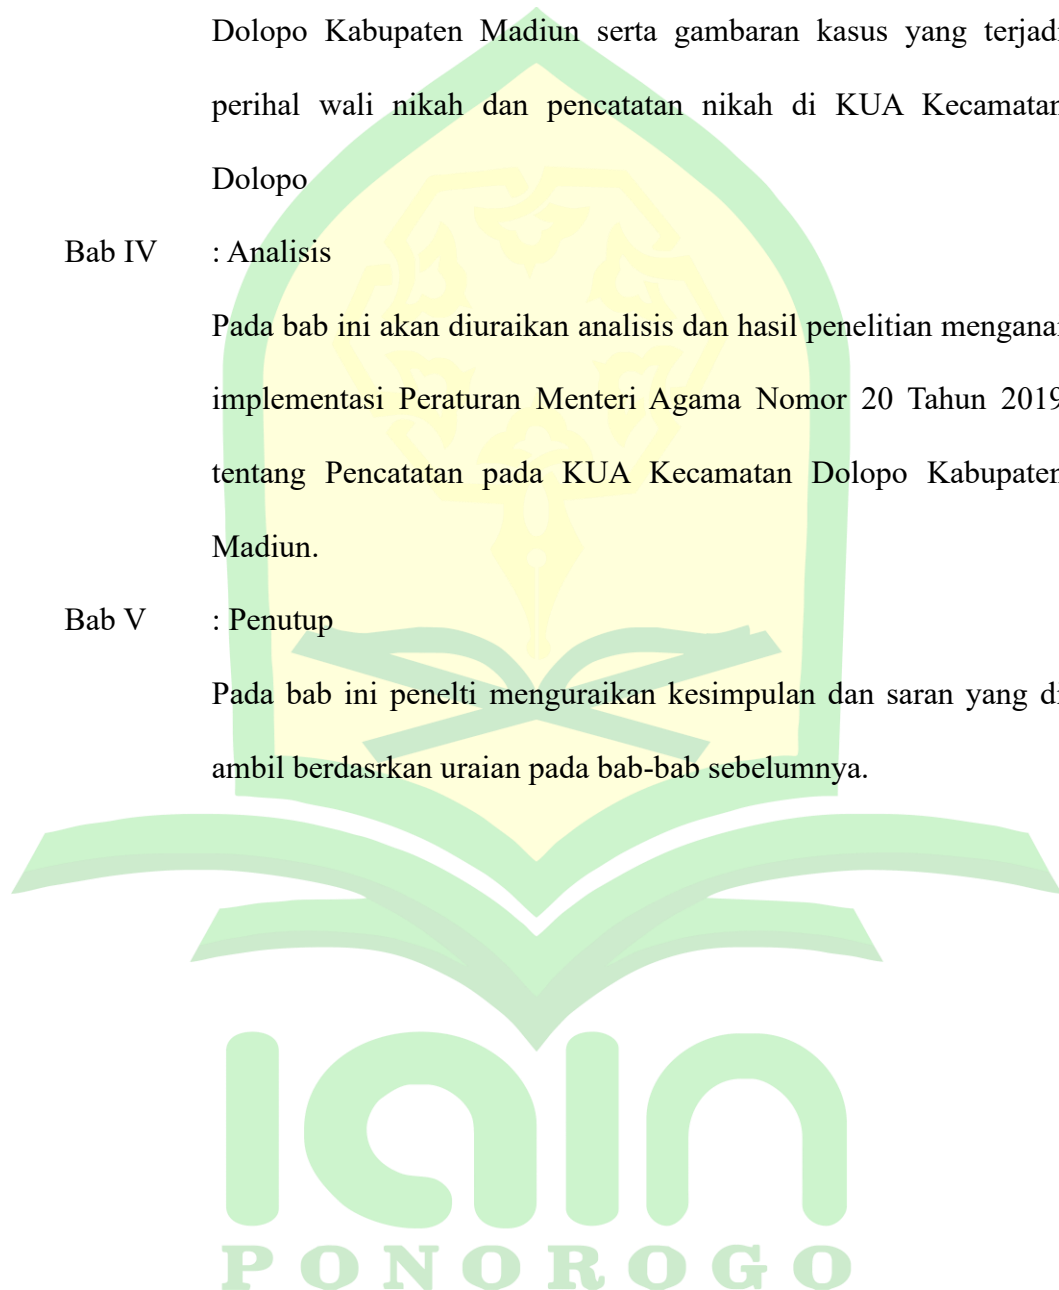 Dolopo Kabupaten Madiun serta gambaran kasus yang terjadi
perihal wali nikah dan pencatatan nikah di KUA Kecamatan
Dolopo
Bab IV : Analisis
Pada bab ini akan diuraikan analisis dan hasil penelitian menganai
implementasi Peraturan Menteri Agama Nomor 20 Tahun 2019
tentang Pencatatan pada KUA Kecamatan Dolopo Kabupaten
Madiun.
Bab V : Penutup
Pada bab ini penelti menguraikan kesimpulan dan saran yang di
ambil berdasrkan uraian pada bab-bab sebelumnya.
iain
PONOROGO